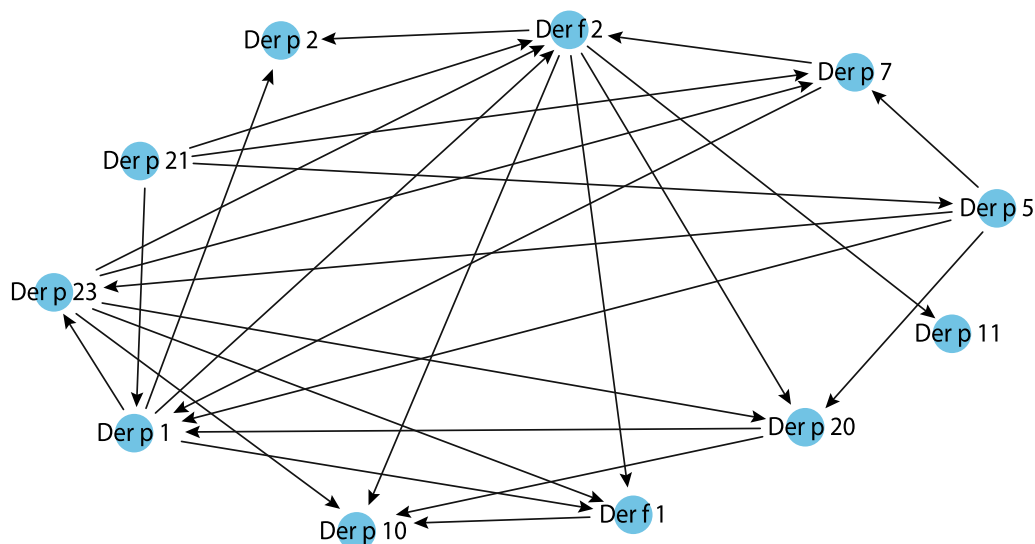 Der f 2
Der p 2
Der p 7
Der p 21
Der p 5
Der p 23
Der p 11
Der p 20
Der p 1
Der f 1
Der p 10